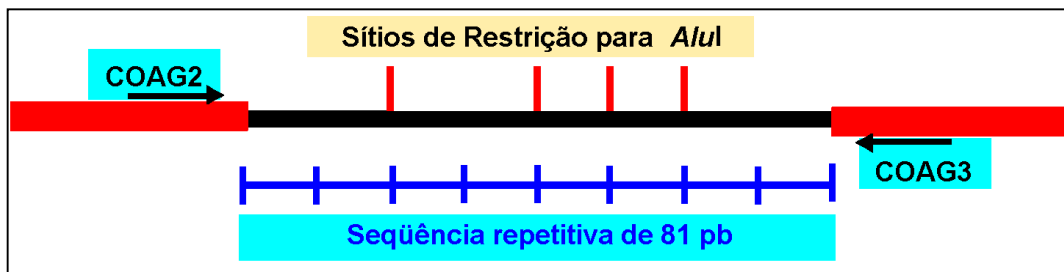 Sítios de Restrição para AluI
COAG2
COAG3
Seqüência repetitiva de 81 pb